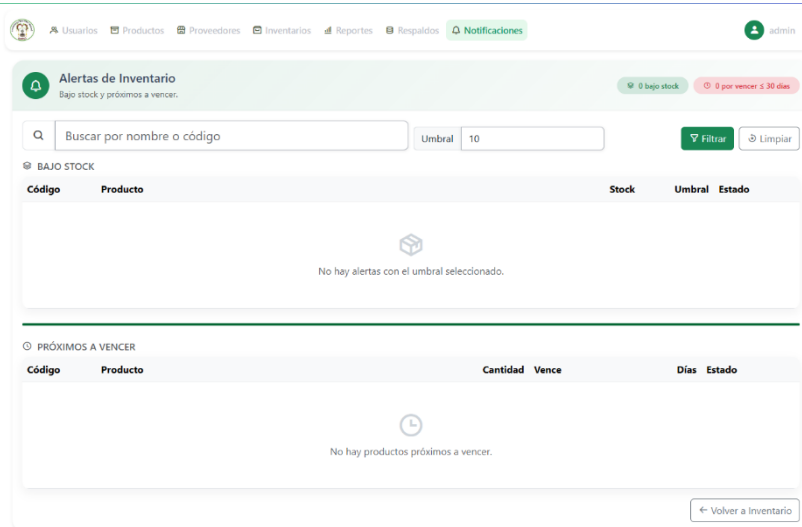 Usuarios Productos Proveedores Inventarios Reportes Respaldos Notificaciones admin
Alertas de Inventario
Bajo stock y próximos a vencer.
0 bajo stock 0 por vencer ≤ 30 días
Buscar por nombre o código Umbral 10 Filtrar Limpiar
BAJO STOCK
Código Producto Stock Umbral Estado
No hay alertas con el umbral seleccionado.
PRÓXIMOS A VENCER
Código Producto Cantidad Vence Días Estado
No hay productos próximos a vencer.
← Volver a Inventario